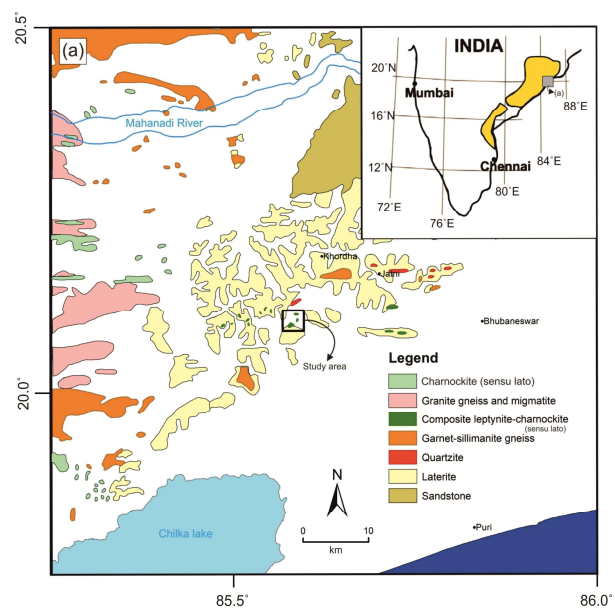 20.5°
(a)
Mahanadi River
INDIA
20°N
Mumbai
(a)
88°E
16°N
84°E
12°N
Chennai
80°E
72°E
76°E
Khordha
Jatni
Bhubaneswar
Study area
20.0°
Legend
Charnockite (sensu lato)
Granite gneiss and migmatite
Composite leptynite-charnockite
(sensu lato)
Garnet-sillimanite gneiss
Quartzite
Laterite
Sandstone
N
0 10
km
Chilka lake
Puri
85.5°
86.0°